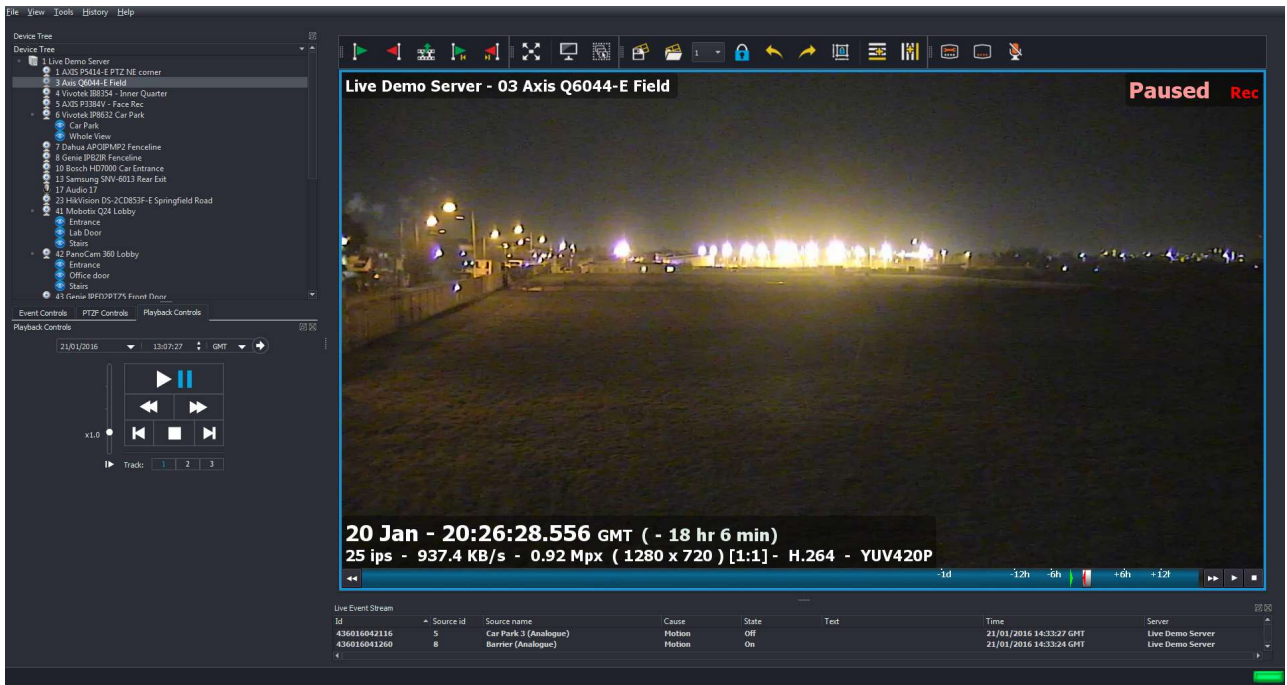 File View Tools History Help
Device Tree
Device Tree
1 Live Demo Server
1 AXIS P5414-E PTZ NE corner
3 Axis Q6044-E Field
4 Vivotek IB8354 - Inner Quarter
5 AXIS P3384V - Face Rec
6 Vivotek IP8632 Car Park
Car Park
Whole View
7 Dahua APOIPMP2 Fenceline
8 Genie IPB2IR Fenceline
10 Bosch HD7000 Car Entrance
13 Samsung SNV-6013 Rear Exit
17 Audio 17
23 HikVision DS-2CD853F-E Springfield Road
41 Mobotix Q24 Lobby
Entrance
Lab Door
Stairs
42 PanoCam 360 Lobby
Entrance
Office door
Stairs
43 Genie IPFD2PTZ5 Front Door
Event Controls PTZF Controls Playback Controls
Playback Controls
21/01/2016 13:07:27 GMT
x1.0
Track: 1 2 3
1
Live Demo Server - 03 Axis Q6044-E Field
Paused Rec
20 Jan - 20:26:28.556 GMT ( - 18 hr 6 min)
25 ips - 937.4 KB/s - 0.92 Mpx ( 1280 x 720 ) [1:1] - H.264 - YUV420P
-1d -12h -6h +6h +12h
Live Event Stream
Id Source id Source name Cause State Text Time Server
436016042116 5 Car Park 3 (Analogue) Motion Off 21/01/2016 14:33:27 GMT Live Demo Server
436016041260 8 Barrier (Analogue) Motion On 21/01/2016 14:33:24 GMT Live Demo Server